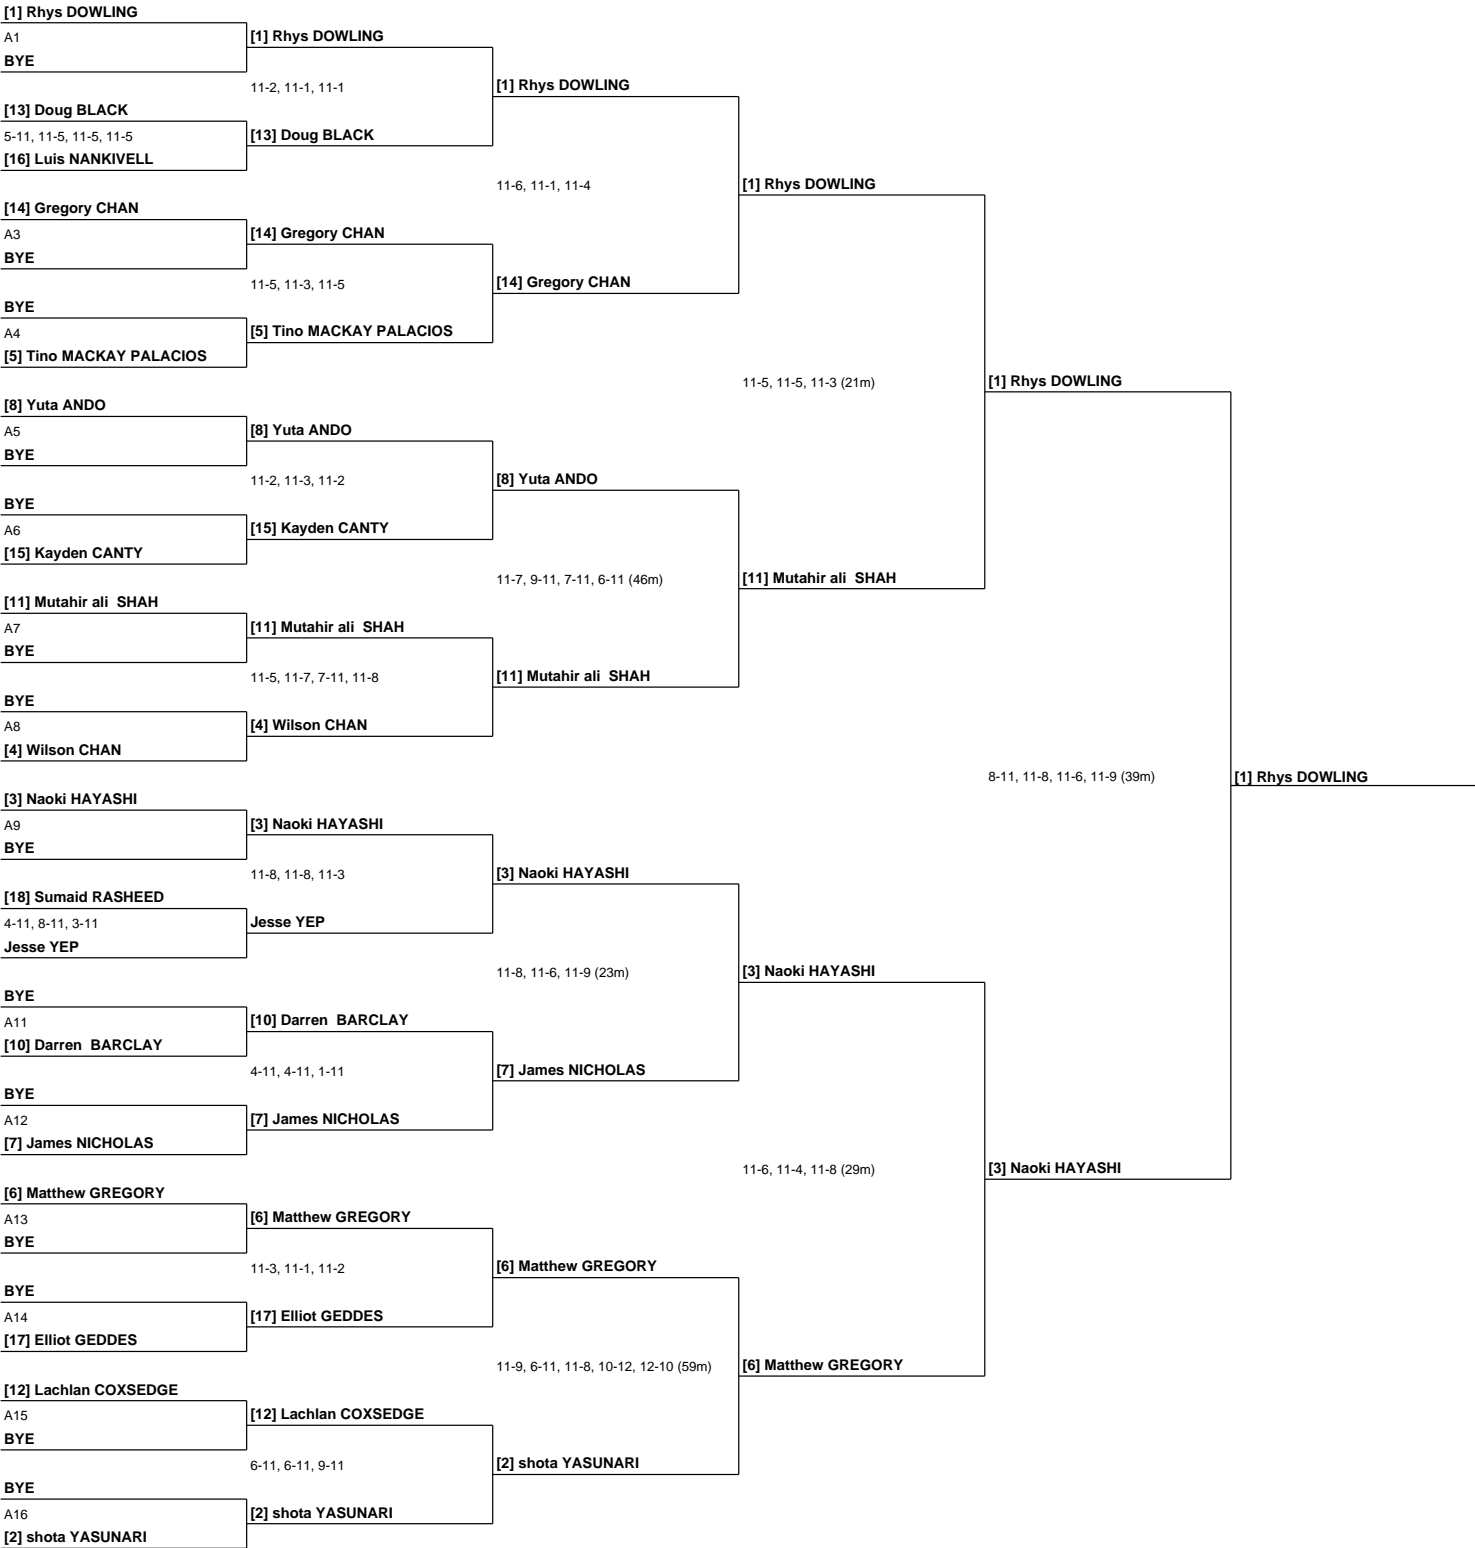 [1] Rhys DOWLING
A1
BYE
[13] Doug BLACK
5-11, 11-5, 11-5, 11-5
[16] Luis NANKIVELL
[14] Gregory CHAN
A3
BYE
BYE
A4
[5] Tino MACKAY PALACIOS
[8] Yuta ANDO
A5
BYE
BYE
A6
[15] Kayden CANTY
[11] Mutahir ali  SHAH
A7
BYE
BYE
A8
[4] Wilson CHAN
[3] Naoki HAYASHI
A9
BYE
[18] Sumaid RASHEED
4-11, 8-11, 3-11
Jesse YEP
BYE
A11
[10] Darren  BARCLAY
BYE
A12
[7] James NICHOLAS
[6] Matthew GREGORY
A13
BYE
BYE
A14
[17] Elliot GEDDES
[12] Lachlan COXSEDGE
A15
BYE
BYE
A16
[2] shota YASUNARI
[1] Rhys DOWLING
11-2, 11-1, 11-1
[13] Doug BLACK
[14] Gregory CHAN
11-5, 11-3, 11-5
[5] Tino MACKAY PALACIOS
[8] Yuta ANDO
11-2, 11-3, 11-2
[15] Kayden CANTY
[11] Mutahir ali  SHAH
11-5, 11-7, 7-11, 11-8
[4] Wilson CHAN
[3] Naoki HAYASHI
11-8, 11-8, 11-3
Jesse YEP
[10] Darren  BARCLAY
4-11, 4-11, 1-11
[7] James NICHOLAS
[6] Matthew GREGORY
11-3, 11-1, 11-2
[17] Elliot GEDDES
[12] Lachlan COXSEDGE
6-11, 6-11, 9-11
[2] shota YASUNARI
[1] Rhys DOWLING
11-6, 11-1, 11-4
[14] Gregory CHAN
[8] Yuta ANDO
11-7, 9-11, 7-11, 6-11 (46m)
[11] Mutahir ali  SHAH
[3] Naoki HAYASHI
11-8, 11-6, 11-9 (23m)
[7] James NICHOLAS
[6] Matthew GREGORY
11-9, 6-11, 11-8, 10-12, 12-10 (59m)
[2] shota YASUNARI
[1] Rhys DOWLING
11-5, 11-5, 11-3 (21m)
[11] Mutahir ali  SHAH
[3] Naoki HAYASHI
11-6, 11-4, 11-8 (29m)
[6] Matthew GREGORY
[1] Rhys DOWLING
8-11, 11-8, 11-6, 11-9 (39m)
[3] Naoki HAYASHI
[1] Rhys DOWLING